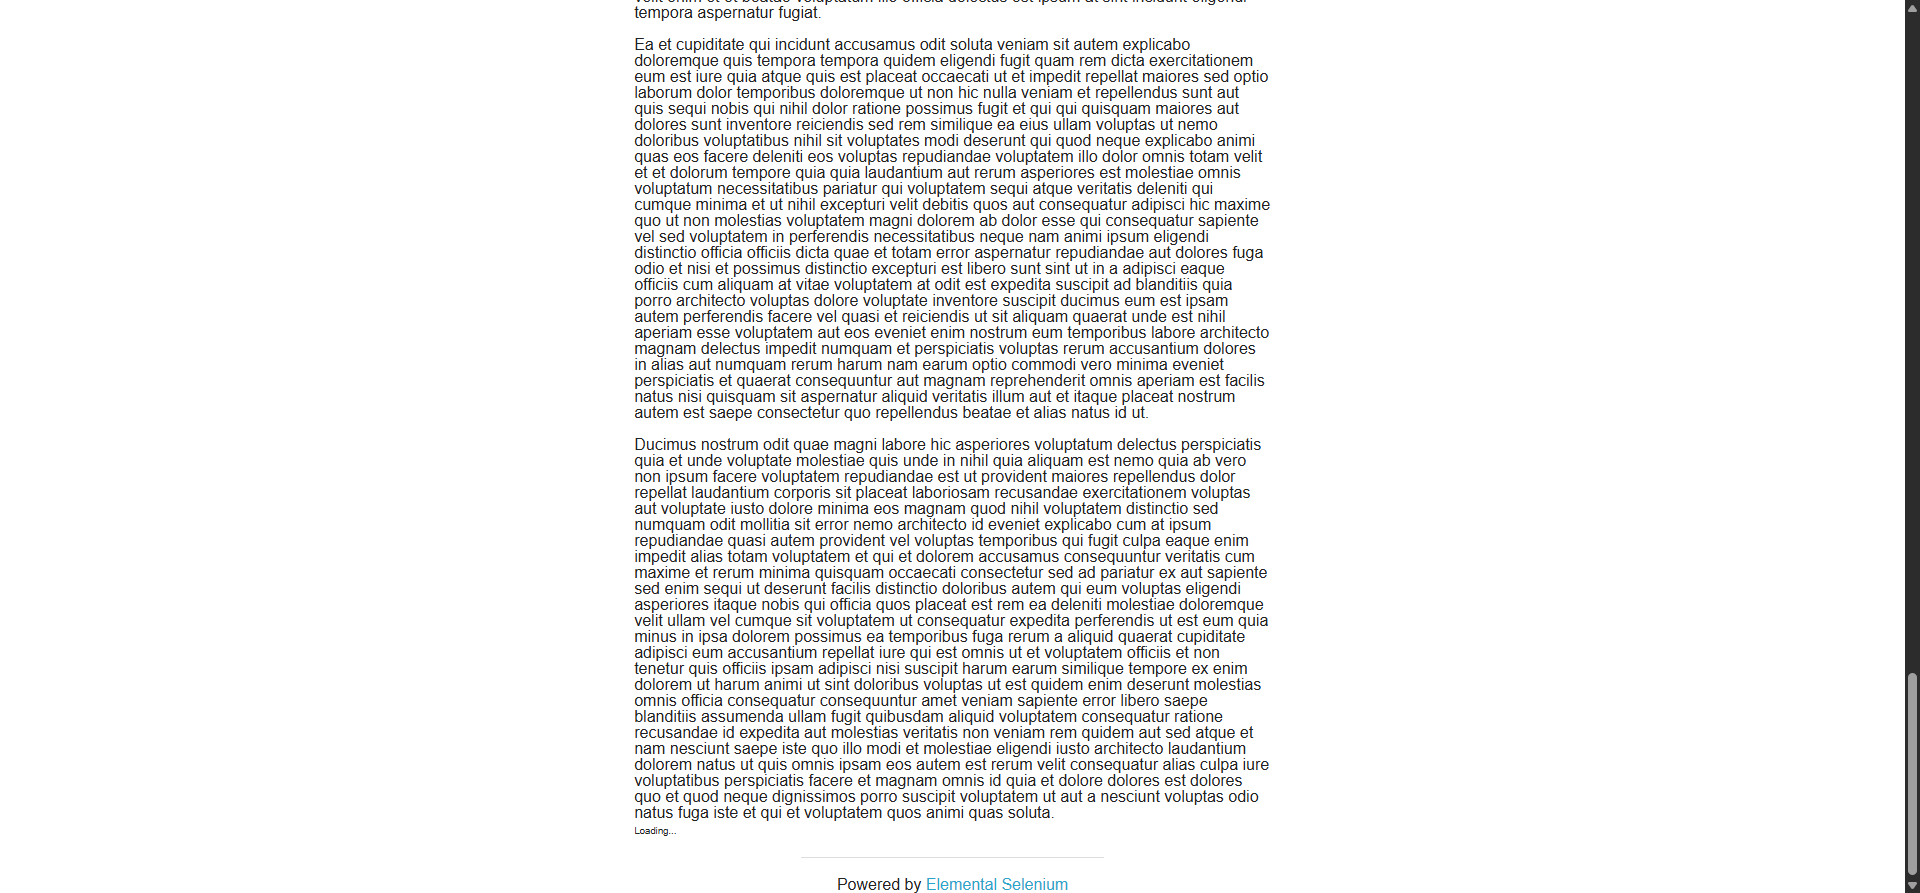 velit enim et et beatae voluptatum illo officia delectus est ipsum at sint incidunt eligendi
tempora aspernatur fugiat.
Ea et cupiditate qui incidunt accusamus odit soluta veniam sit autem explicabo
doloremque quis tempora tempora quidem eligendi fugit quam rem dicta exercitationem
eum est iure quia atque quis est placeat occaecati ut et impedit repellat maiores sed optio
laborum dolor temporibus doloremque ut non hic nulla veniam et repellendus sunt aut
quis sequi nobis qui nihil dolor ratione possimus fugit et qui qui quisquam maiores aut
dolores sunt inventore reiciendis sed rem similique ea eius ullam voluptas ut nemo
doloribus voluptatibus nihil sit voluptates modi deserunt qui quod neque explicabo animi
quas eos facere deleniti eos voluptas repudiandae voluptatem illo dolor omnis totam velit
et et dolorum tempore quia quia laudantium aut rerum asperiores est molestiae omnis
voluptatum necessitatibus pariatur qui voluptatem sequi atque veritatis deleniti qui
cumque minima et ut nihil excepturi velit debitis quos aut consequatur adipisci hic maxime
quo ut non molestias voluptatem magni dolorem ab dolor esse qui consequatur sapiente
vel sed voluptatem in perferendis necessitatibus neque nam animi ipsum eligendi
distinctio officia officiis dicta quae et totam error aspernatur repudiandae aut dolores fuga
odio et nisi et possimus distinctio excepturi est libero sunt sint ut in a adipisci eaque
officiis cum aliquam at vitae voluptatem at odit est expedita suscipit ad blanditiis quia
porro architecto voluptas dolore voluptate inventore suscipit ducimus eum est ipsam
autem perferendis facere vel quasi et reiciendis ut sit aliquam quaerat unde est nihil
aperiam esse voluptatem aut eos eveniet enim nostrum eum temporibus labore architecto
magnam delectus impedit numquam et perspiciatis voluptas rerum accusantium dolores
in alias aut numquam rerum harum nam earum optio commodi vero minima eveniet
perspiciatis et quaerat consequuntur aut magnam reprehenderit omnis aperiam est facilis
natus nisi quisquam sit aspernatur aliquid veritatis illum aut et itaque placeat nostrum
autem est saepe consectetur quo repellendus beatae et alias natus id ut.
Ducimus nostrum odit quae magni labore hic asperiores voluptatum delectus perspiciatis
quia et unde voluptate molestiae quis unde in nihil quia aliquam est nemo quia ab vero
non ipsum facere voluptatem repudiandae est ut provident maiores repellendus dolor
repellat laudantium corporis sit placeat laboriosam recusandae exercitationem voluptas
aut voluptate iusto dolore minima eos magnam quod nihil voluptatem distinctio sed
numquam odit mollitia sit error nemo architecto id eveniet explicabo cum at ipsum
repudiandae quasi autem provident vel voluptas temporibus qui fugit culpa eaque enim
impedit alias totam voluptatem et qui et dolorem accusamus consequuntur veritatis cum
maxime et rerum minima quisquam occaecati consectetur sed ad pariatur ex aut sapiente
sed enim sequi ut deserunt facilis distinctio doloribus autem qui eum voluptas eligendi
asperiores itaque nobis qui officia quos placeat est rem ea deleniti molestiae doloremque
velit ullam vel cumque sit voluptatem ut consequatur expedita perferendis ut est eum quia
minus in ipsa dolorem possimus ea temporibus fuga rerum a aliquid quaerat cupiditate
adipisci eum accusantium repellat iure qui est omnis ut et voluptatem officiis et non
tenetur quis officiis ipsam adipisci nisi suscipit harum earum similique tempore ex enim
dolorem ut harum animi ut sint doloribus voluptas ut est quidem enim deserunt molestias
omnis officia consequatur consequuntur amet veniam sapiente error libero saepe
blanditiis assumenda ullam fugit quibusdam aliquid voluptatem consequatur ratione
recusandae id expedita aut molestias veritatis non veniam rem quidem aut sed atque et
nam nesciunt saepe iste quo illo modi et molestiae eligendi iusto architecto laudantium
dolorem natus ut quis omnis ipsam eos autem est rerum velit consequatur alias culpa iure
voluptatibus perspiciatis facere et magnam omnis id quia et dolore dolores est dolores
quo et quod neque dignissimos porro suscipit voluptatem ut aut a nesciunt voluptas odio
natus fuga iste et qui et voluptatem quos animi quas soluta.
Loading...
Powered by Elemental Selenium